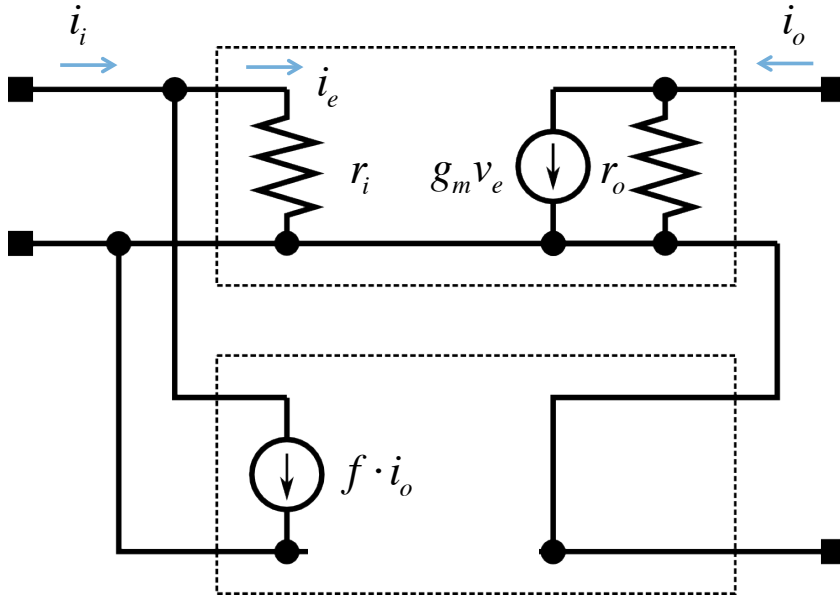 i_i
i_o
i_e
r_i
g_m v_e
r_o
f · i_o